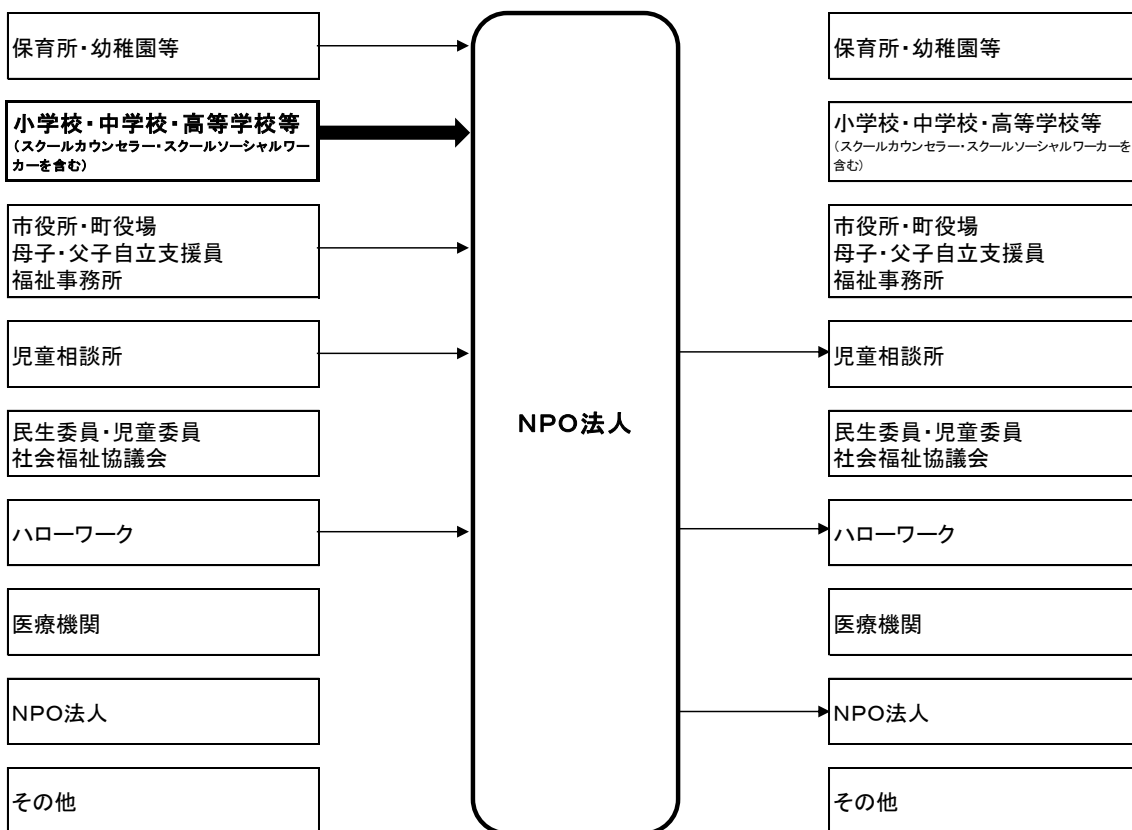 保育所・幼稚園等
小学校・中学校・高等学校等
（スクールカウンセラー・スクールソーシャルワー
カーを含む）
市役所・町役場
母子・父子自立支援員
福祉事務所
児童相談所
民生委員・児童委員
社会福祉協議会
ハローワーク
医療機関
NPO法人
その他
NPO法人
保育所・幼稚園等
小学校・中学校・高等学校等
（スクールカウンセラー・スクールソーシャルワーカーを
含む）
市役所・町役場
母子・父子自立支援員
福祉事務所
児童相談所
民生委員・児童委員
社会福祉協議会
ハローワーク
医療機関
NPO法人
その他